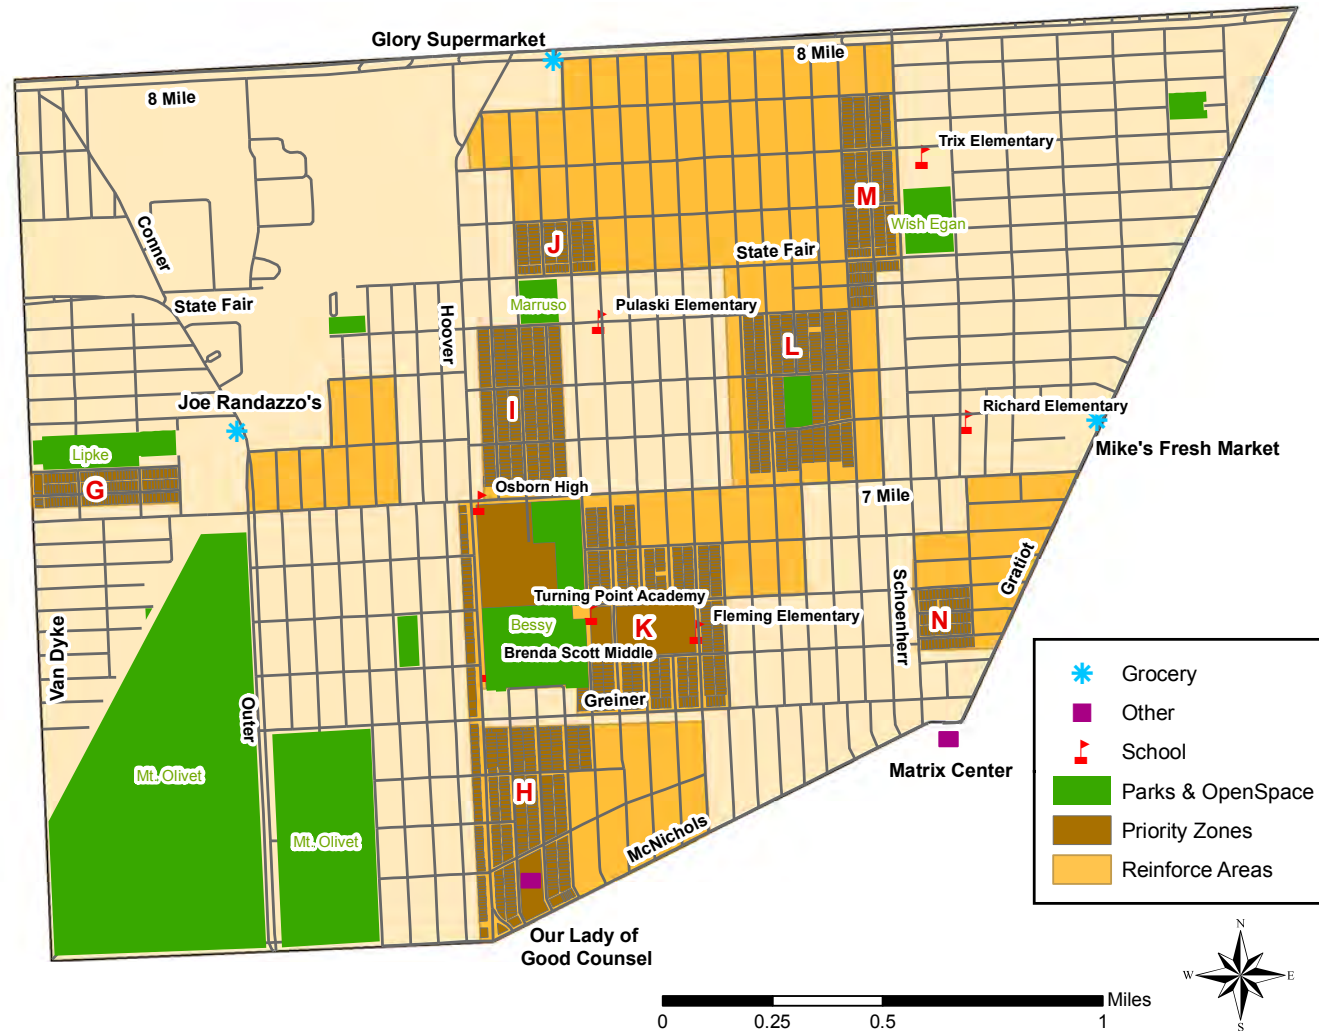 Glory Supermarket
8 Mile
8 Mile
Trix Elementary
M
Wish Egan
Conner
J
State Fair
State Fair
Marruso
Pulaski Elementary
Hoover
L
Joe Randazzo's
I
Richard Elementary
Mike's Fresh Market
Lipke
G
Osborn High
7 Mile
Gratiot
Schoenherr
Turning Point Academy
Bessy
K
Fleming Elementary
N
Brenda Scott Middle
Van Dyke
Outer
Greiner
Mt. Olivet
Matrix Center
H
Mt. Olivet
McNichols
Our Lady of
Good Counsel
Grocery
Other
School
Parks & OpenSpace
Priority Zones
Reinforce Areas
N
W
E
S
Miles
0
0.25
0.5
1